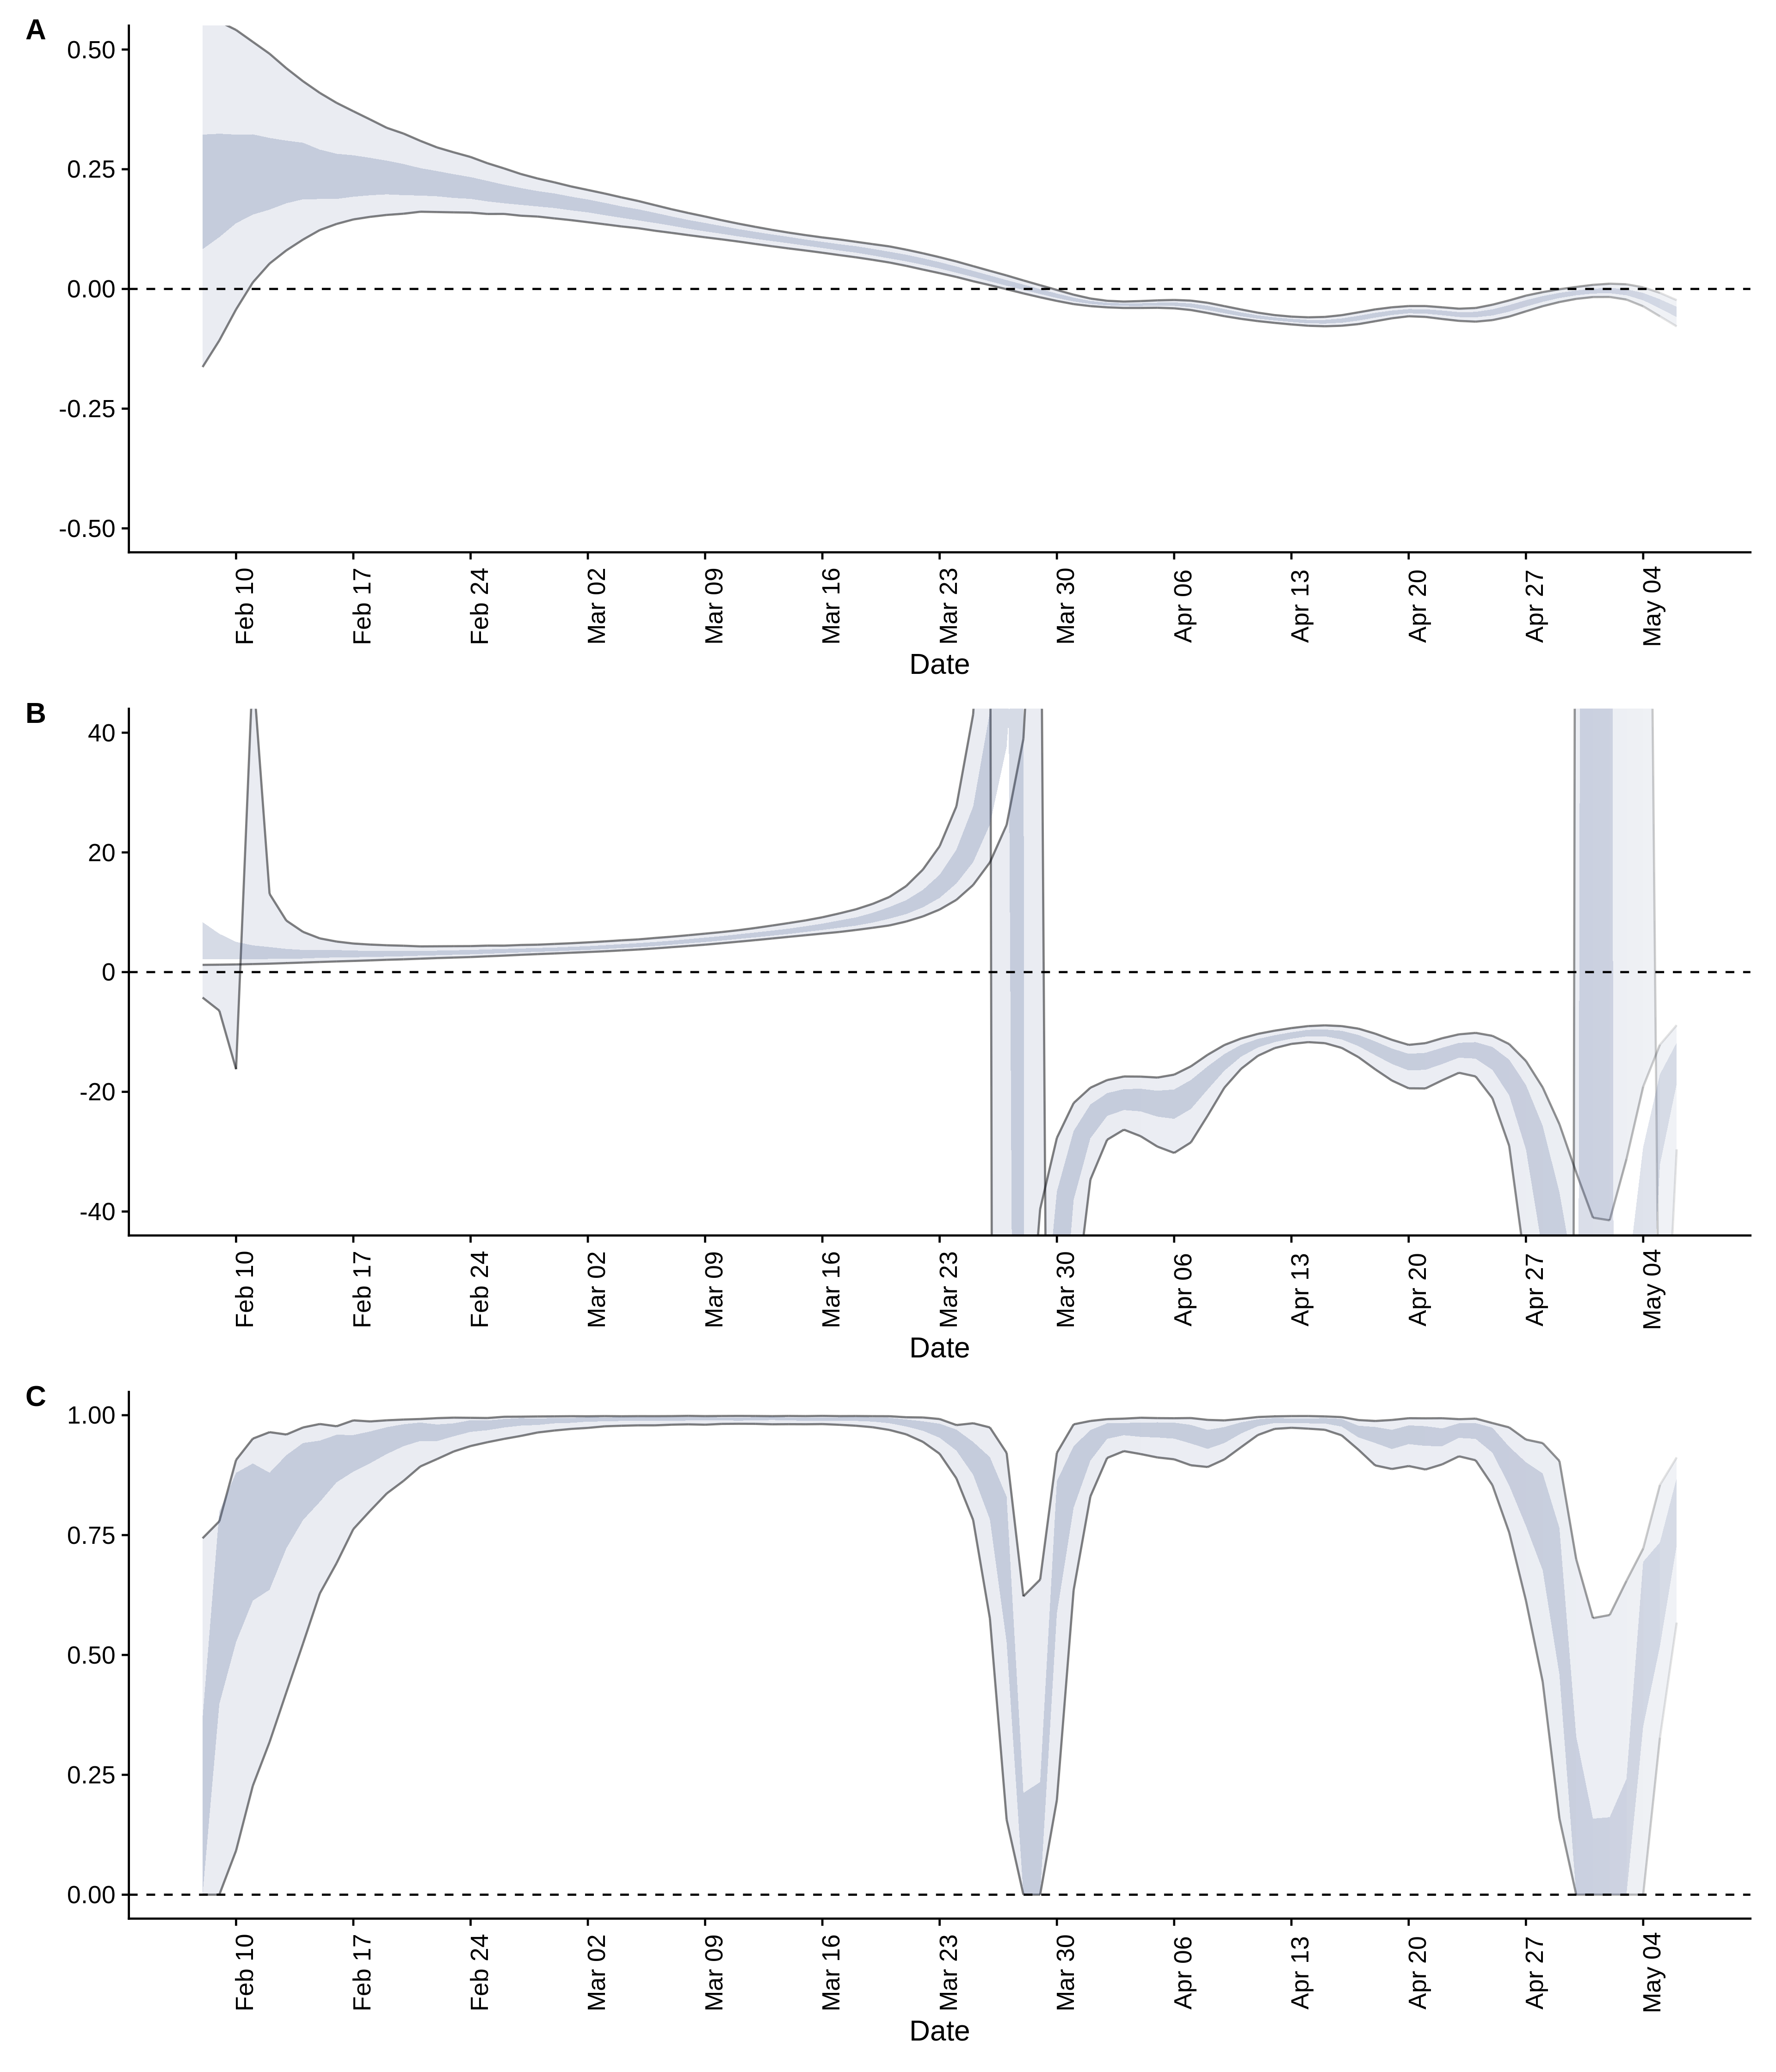 A
0.50
0.25
0.00
-0.25
-0.50
Feb 10
Feb 17
Feb 24
Mar 02
Mar 09
Mar 16
Mar 23
Mar 30
Apr 06
Apr 13
Apr 20
Apr 27
May 04
Date
B
40
20
0
-20
-40
Feb 10
Feb 17
Feb 24
Mar 02
Mar 09
Mar 16
Mar 23
Mar 30
Apr 06
Apr 13
Apr 20
Apr 27
May 04
Date
C
1.00
0.75
0.50
0.25
0.00
Feb 10
Feb 17
Feb 24
Mar 02
Mar 09
Mar 16
Mar 23
Mar 30
Apr 06
Apr 13
Apr 20
Apr 27
May 04
Date